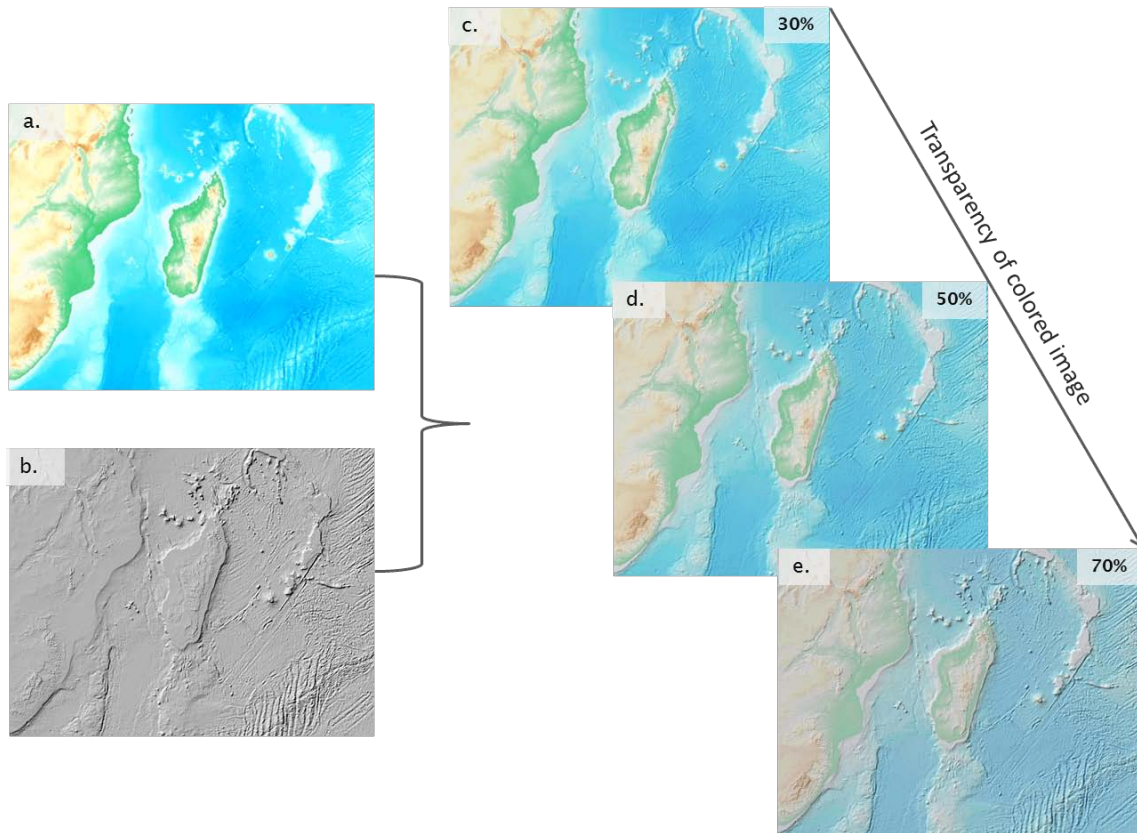 a.
b.
c.
30%
d.
50%
e.
70%
Transparency of colored image